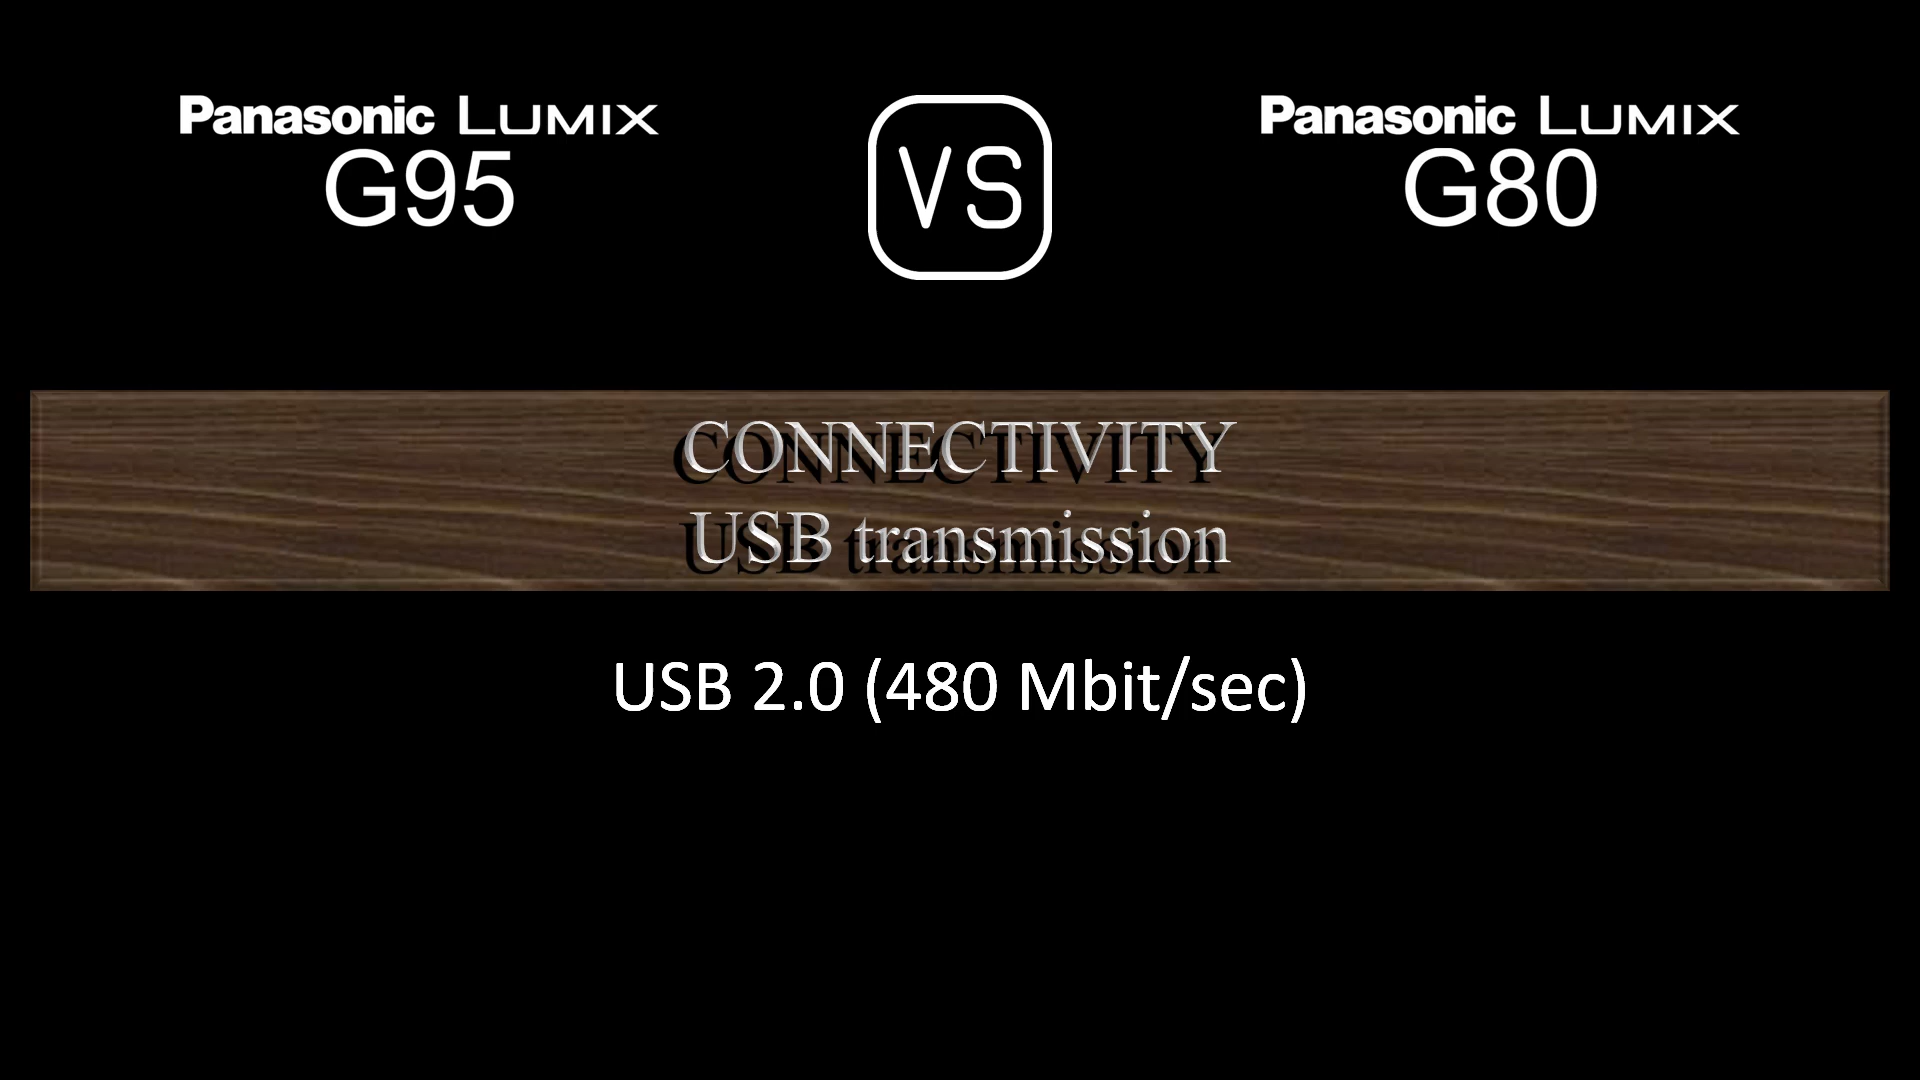 Panasonic LUMIX
G95
VS
Panasonic LUMIX
G80
CONNECTIVITY
USB transmission
USB 2.0 (480 Mbit/sec)